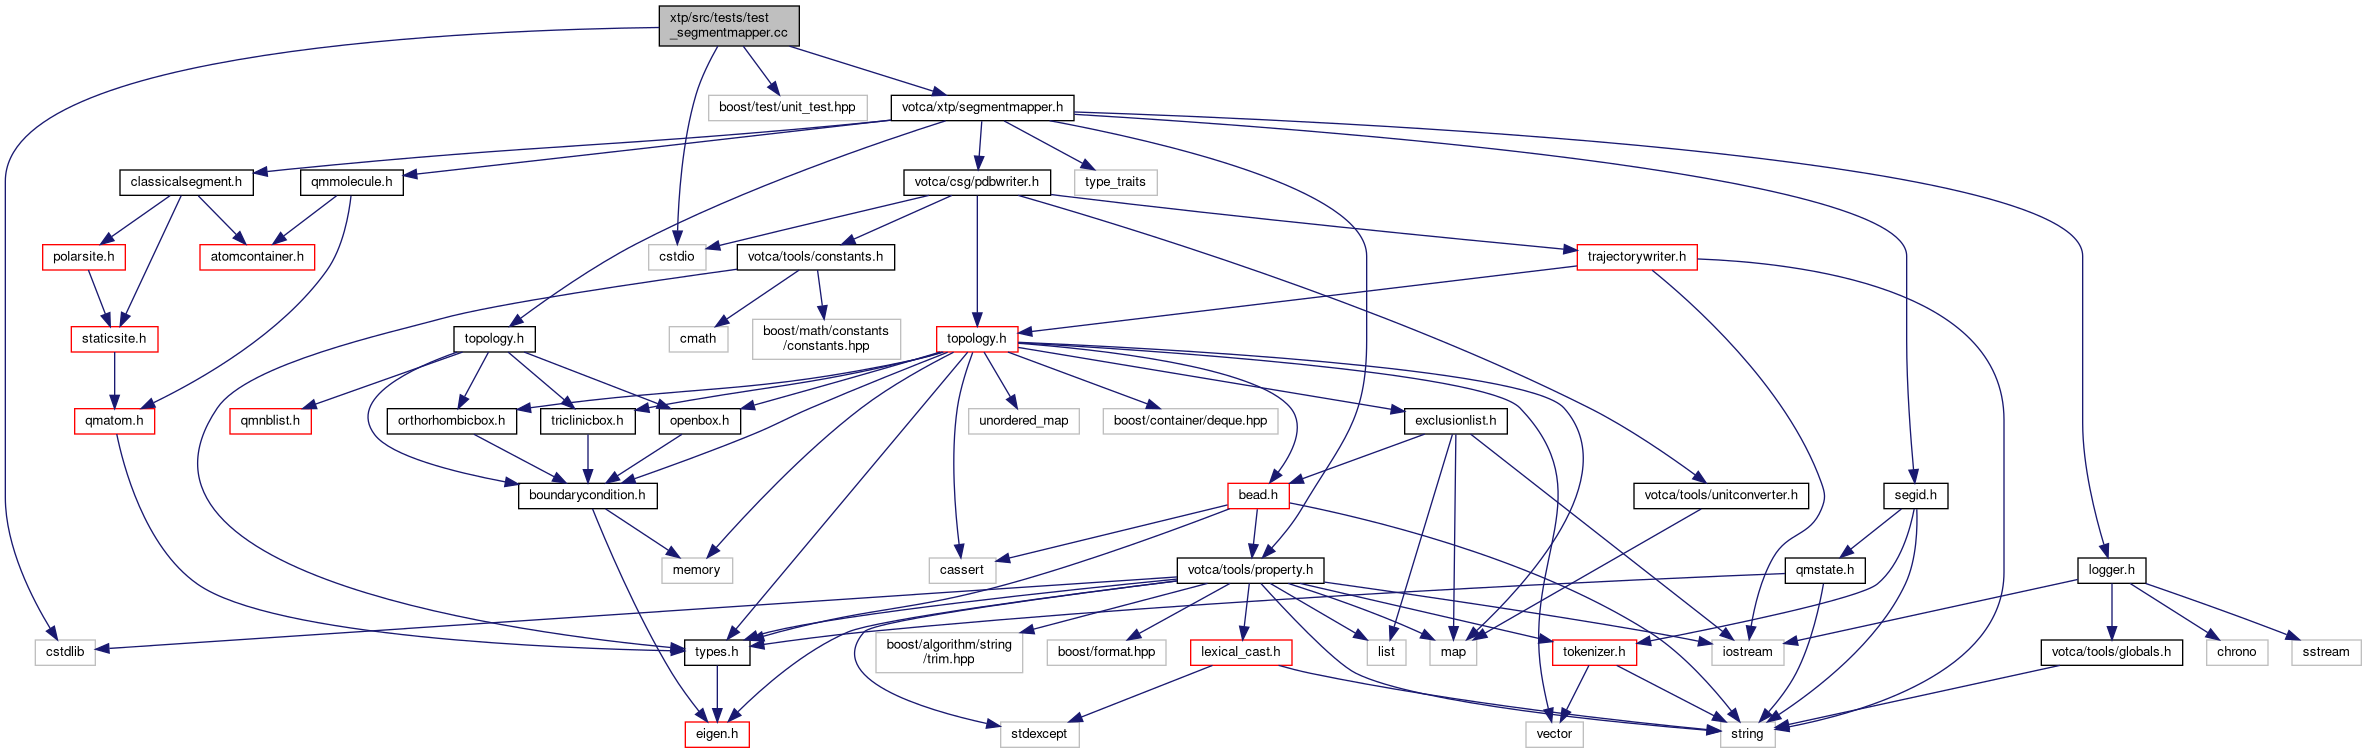 xtp/src/tests/test
_segmentmapper.cc
boost/test/unit_test.hpp
votca/xtp/segmentmapper.h
classicalsegment.h
qmmolecule.h
votca/csg/pdbwriter.h
type_traits
polarsite.h
atomcontainer.h
cstdio
votca/tools/constants.h
trajectorywriter.h
staticsite.h
topology.h
cmath
boost/math/constants
/constants.hpp
topology.h
qmatom.h
qmnblist.h
orthorhombicbox.h
triclinicbox.h
openbox.h
unordered_map
boost/container/deque.hpp
exclusionlist.h
boundarycondition.h
bead.h
votca/tools/unitconverter.h
segid.h
memory
cassert
votca/tools/property.h
qmstate.h
logger.h
cstdlib
types.h
boost/algorithm/string
/trim.hpp
boost/format.hpp
lexical_cast.h
list
map
tokenizer.h
iostream
votca/tools/globals.h
chrono
sstream
eigen.h
stdexcept
vector
string